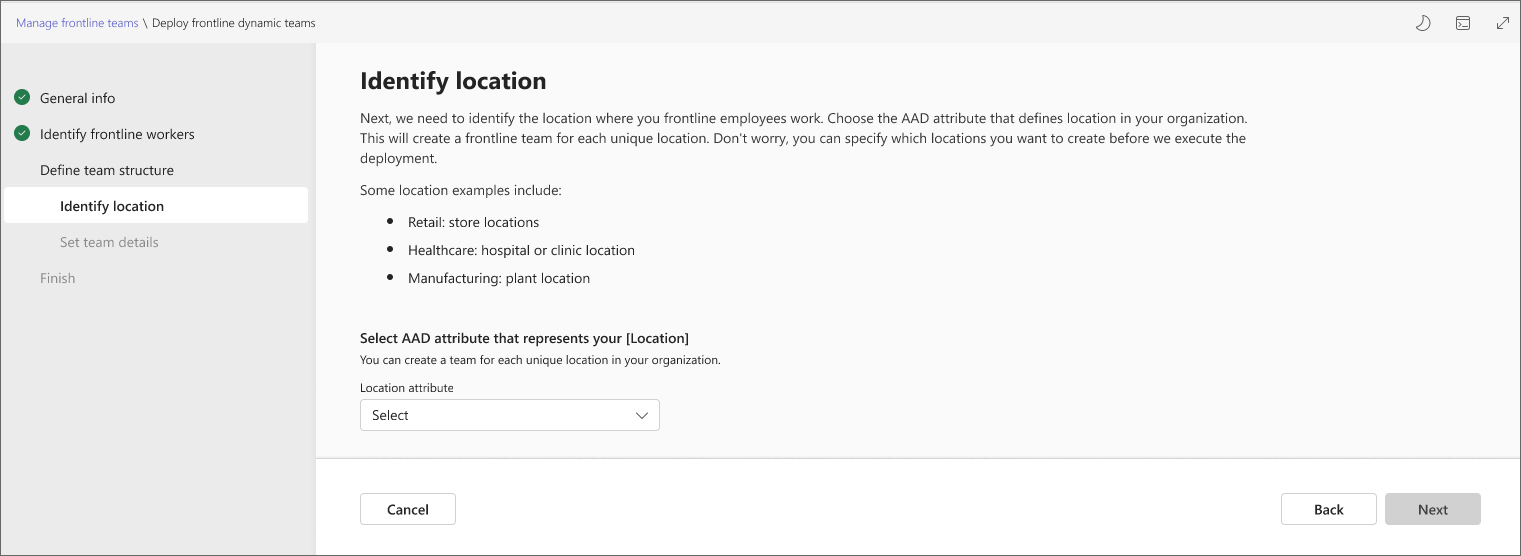 Manage frontline teams \ Deploy frontline dynamic teams
General info
Identify frontline workers
Define team structure
Identify location
Set team details
Finish
Identify location
Next, we need to identify the location where you frontline employees work. Choose the AAD attribute that defines location in your organization.
This will create a frontline team for each unique location. Don't worry, you can specify which locations you want to create before we execute the
deployment.
Some location examples include:
• Retail: store locations
• Healthcare: hospital or clinic location
• Manufacturing: plant location
Select AAD attribute that represents your [Location]
You can create a team for each unique location in your organization.
Location attribute
Select
Cancel
Back
Next